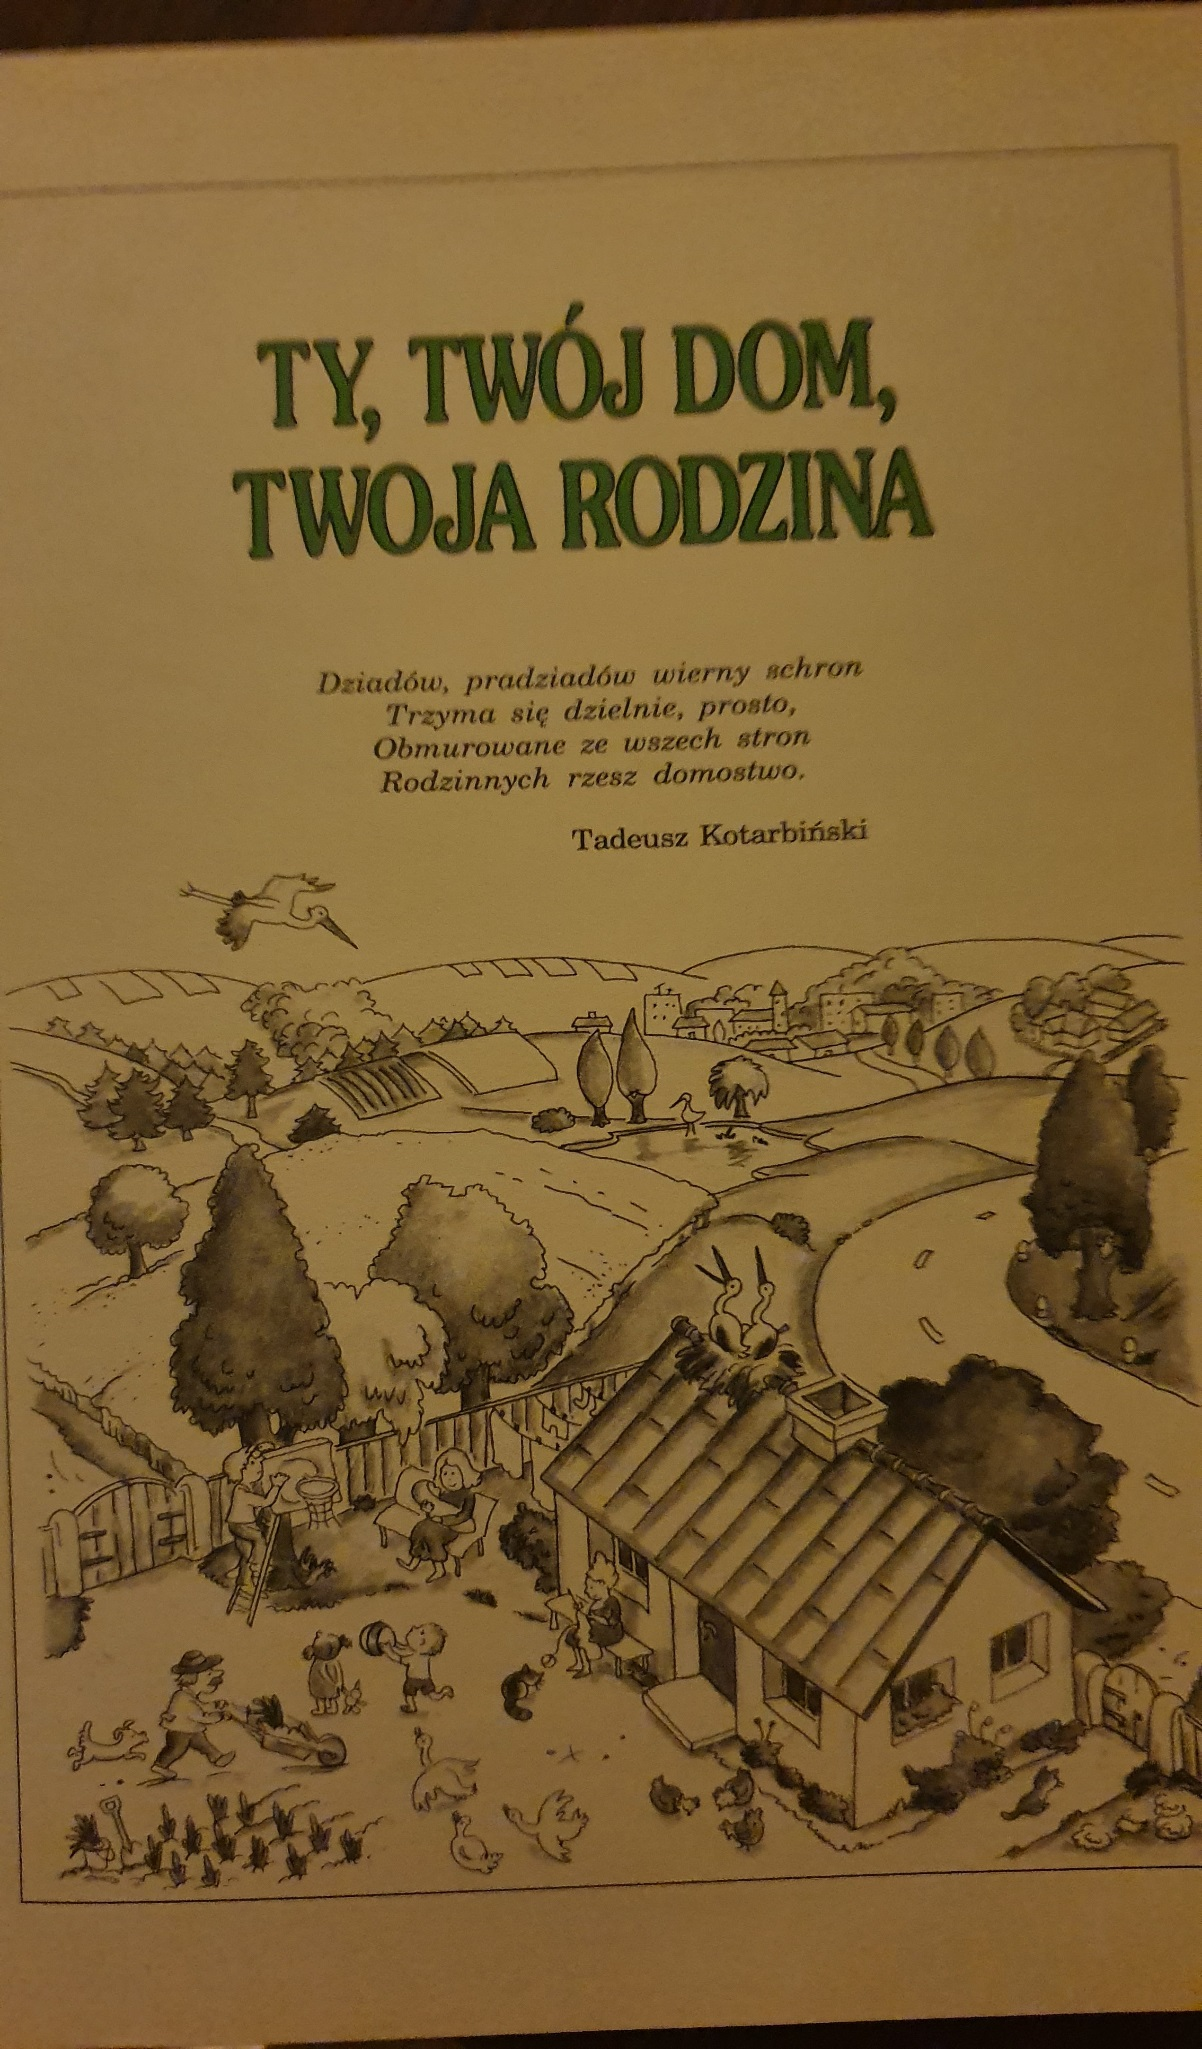 TY, TWÓJ DOM,
TWOJA RODZINA
Dziadów, pradziadów wierny schron
Trzyma się dzielnie, prosto,
Obmurowane ze wszech stron
Rodzinnych rzesz domostwo.
Tadeusz Kotarbiński